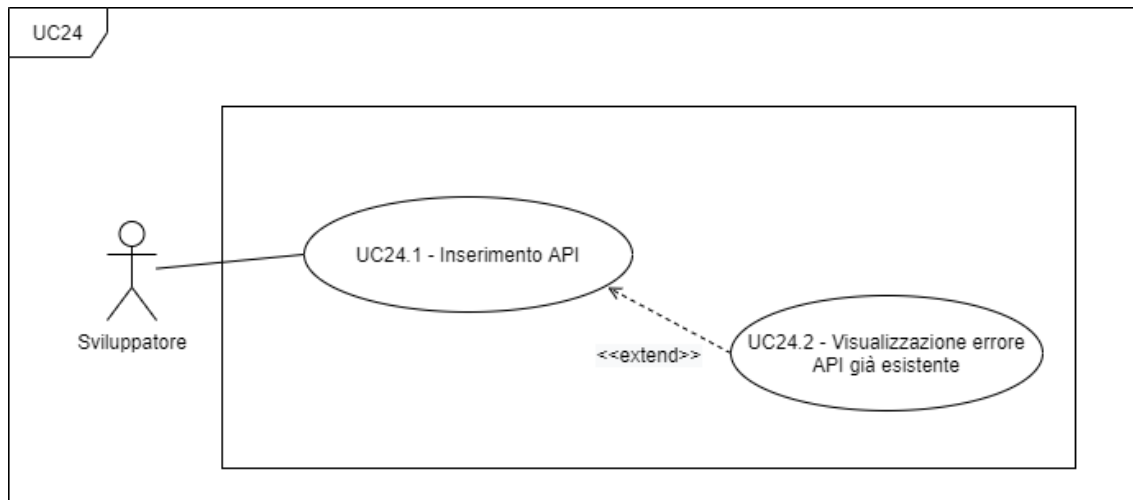 UC24
UC24.1 - Inserimento API
Sviluppatore
<<extend>>
UC24.2 - Visualizzazione errore
API già esistente